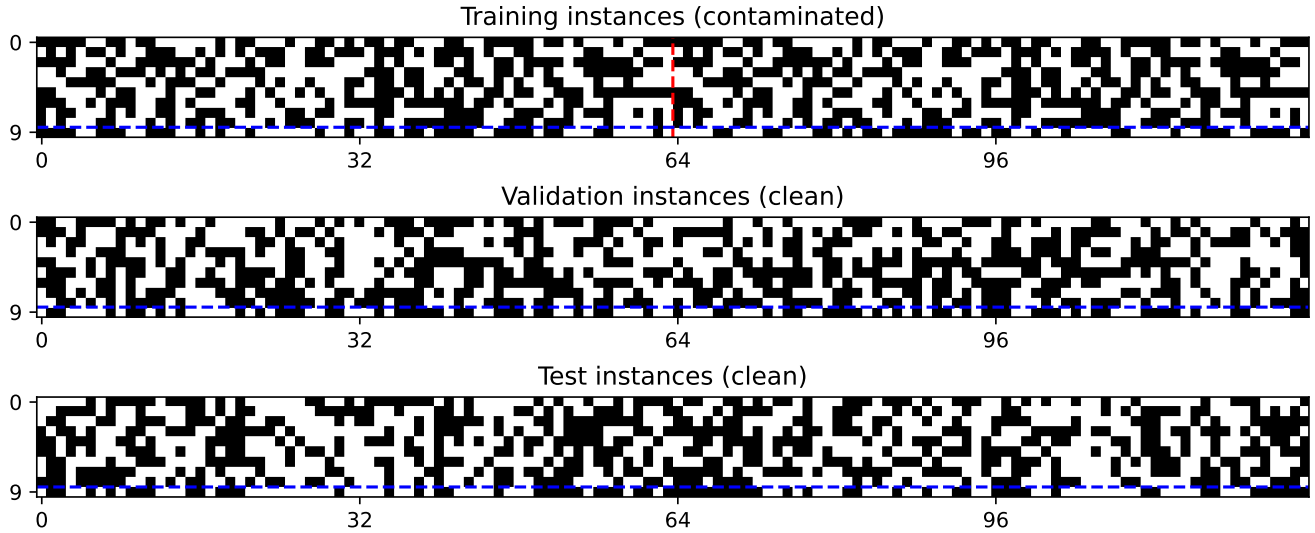 Training instances (contaminated)
0
9
0 32 64 96
Validation instances (clean)
0
9
0 32 64 96
Test instances (clean)
0
9
0 32 64 96